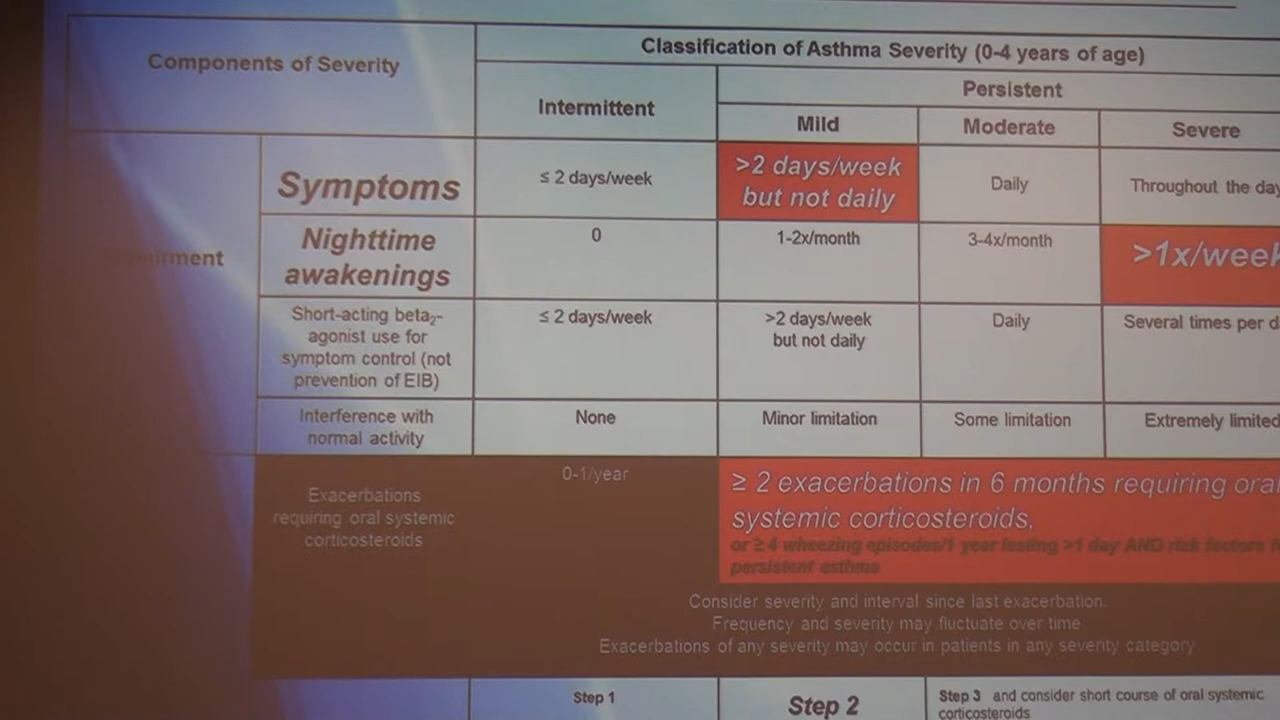 Components of Severity
Classification of Asthma Severity (0-4 years of age)
Intermittent
Persistent
Mild
Moderate
Severe
Symptoms
≤ 2 days/week
>2 days/week
but not daily
Daily
Throughout the day
Nighttime
awakenings
0
1-2x/month
3-4x/month
>1x/week
Short-acting beta₂-
agonist use for
symptom control (not
prevention of EIB)
≤ 2 days/week
>2 days/week
but not daily
Daily
Several times per d
Interference with
normal activity
None
Minor limitation
Some limitation
Extremely limited
Exacerbations
requiring oral systemic
corticosteroids
0-1/year
≥ 2 exacerbations in 6 months requiring oral
systemic corticosteroids,
or ≥4 wheezing episodes/1 year lasting >1 day AND risk factors
persistent asthma
Consider severity and interval since last exacerbation.
Frequency and severity may fluctuate over time
Exacerbations of any severity may occur in patients in any severity category
Step 1
Step 2
Step 3 and consider short course of oral systemic
corticosteroids